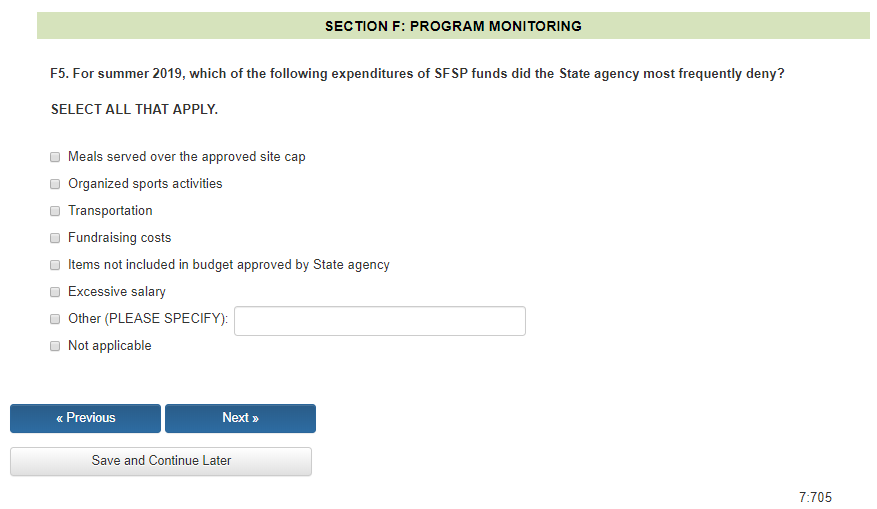 SECTION F: PROGRAM MONITORING
F5. For summer 2019, which of the following expenditures of SFSP funds did the State agency most frequently deny?
SELECT ALL THAT APPLY.
Meals served over the approved site cap
Organized sports activities
Transportation
Fundraising costs
Items not included in budget approved by State agency
Excessive salary
Other (PLEASE SPECIFY):
Not applicable
« Previous
Next »
Save and Continue Later
7:705